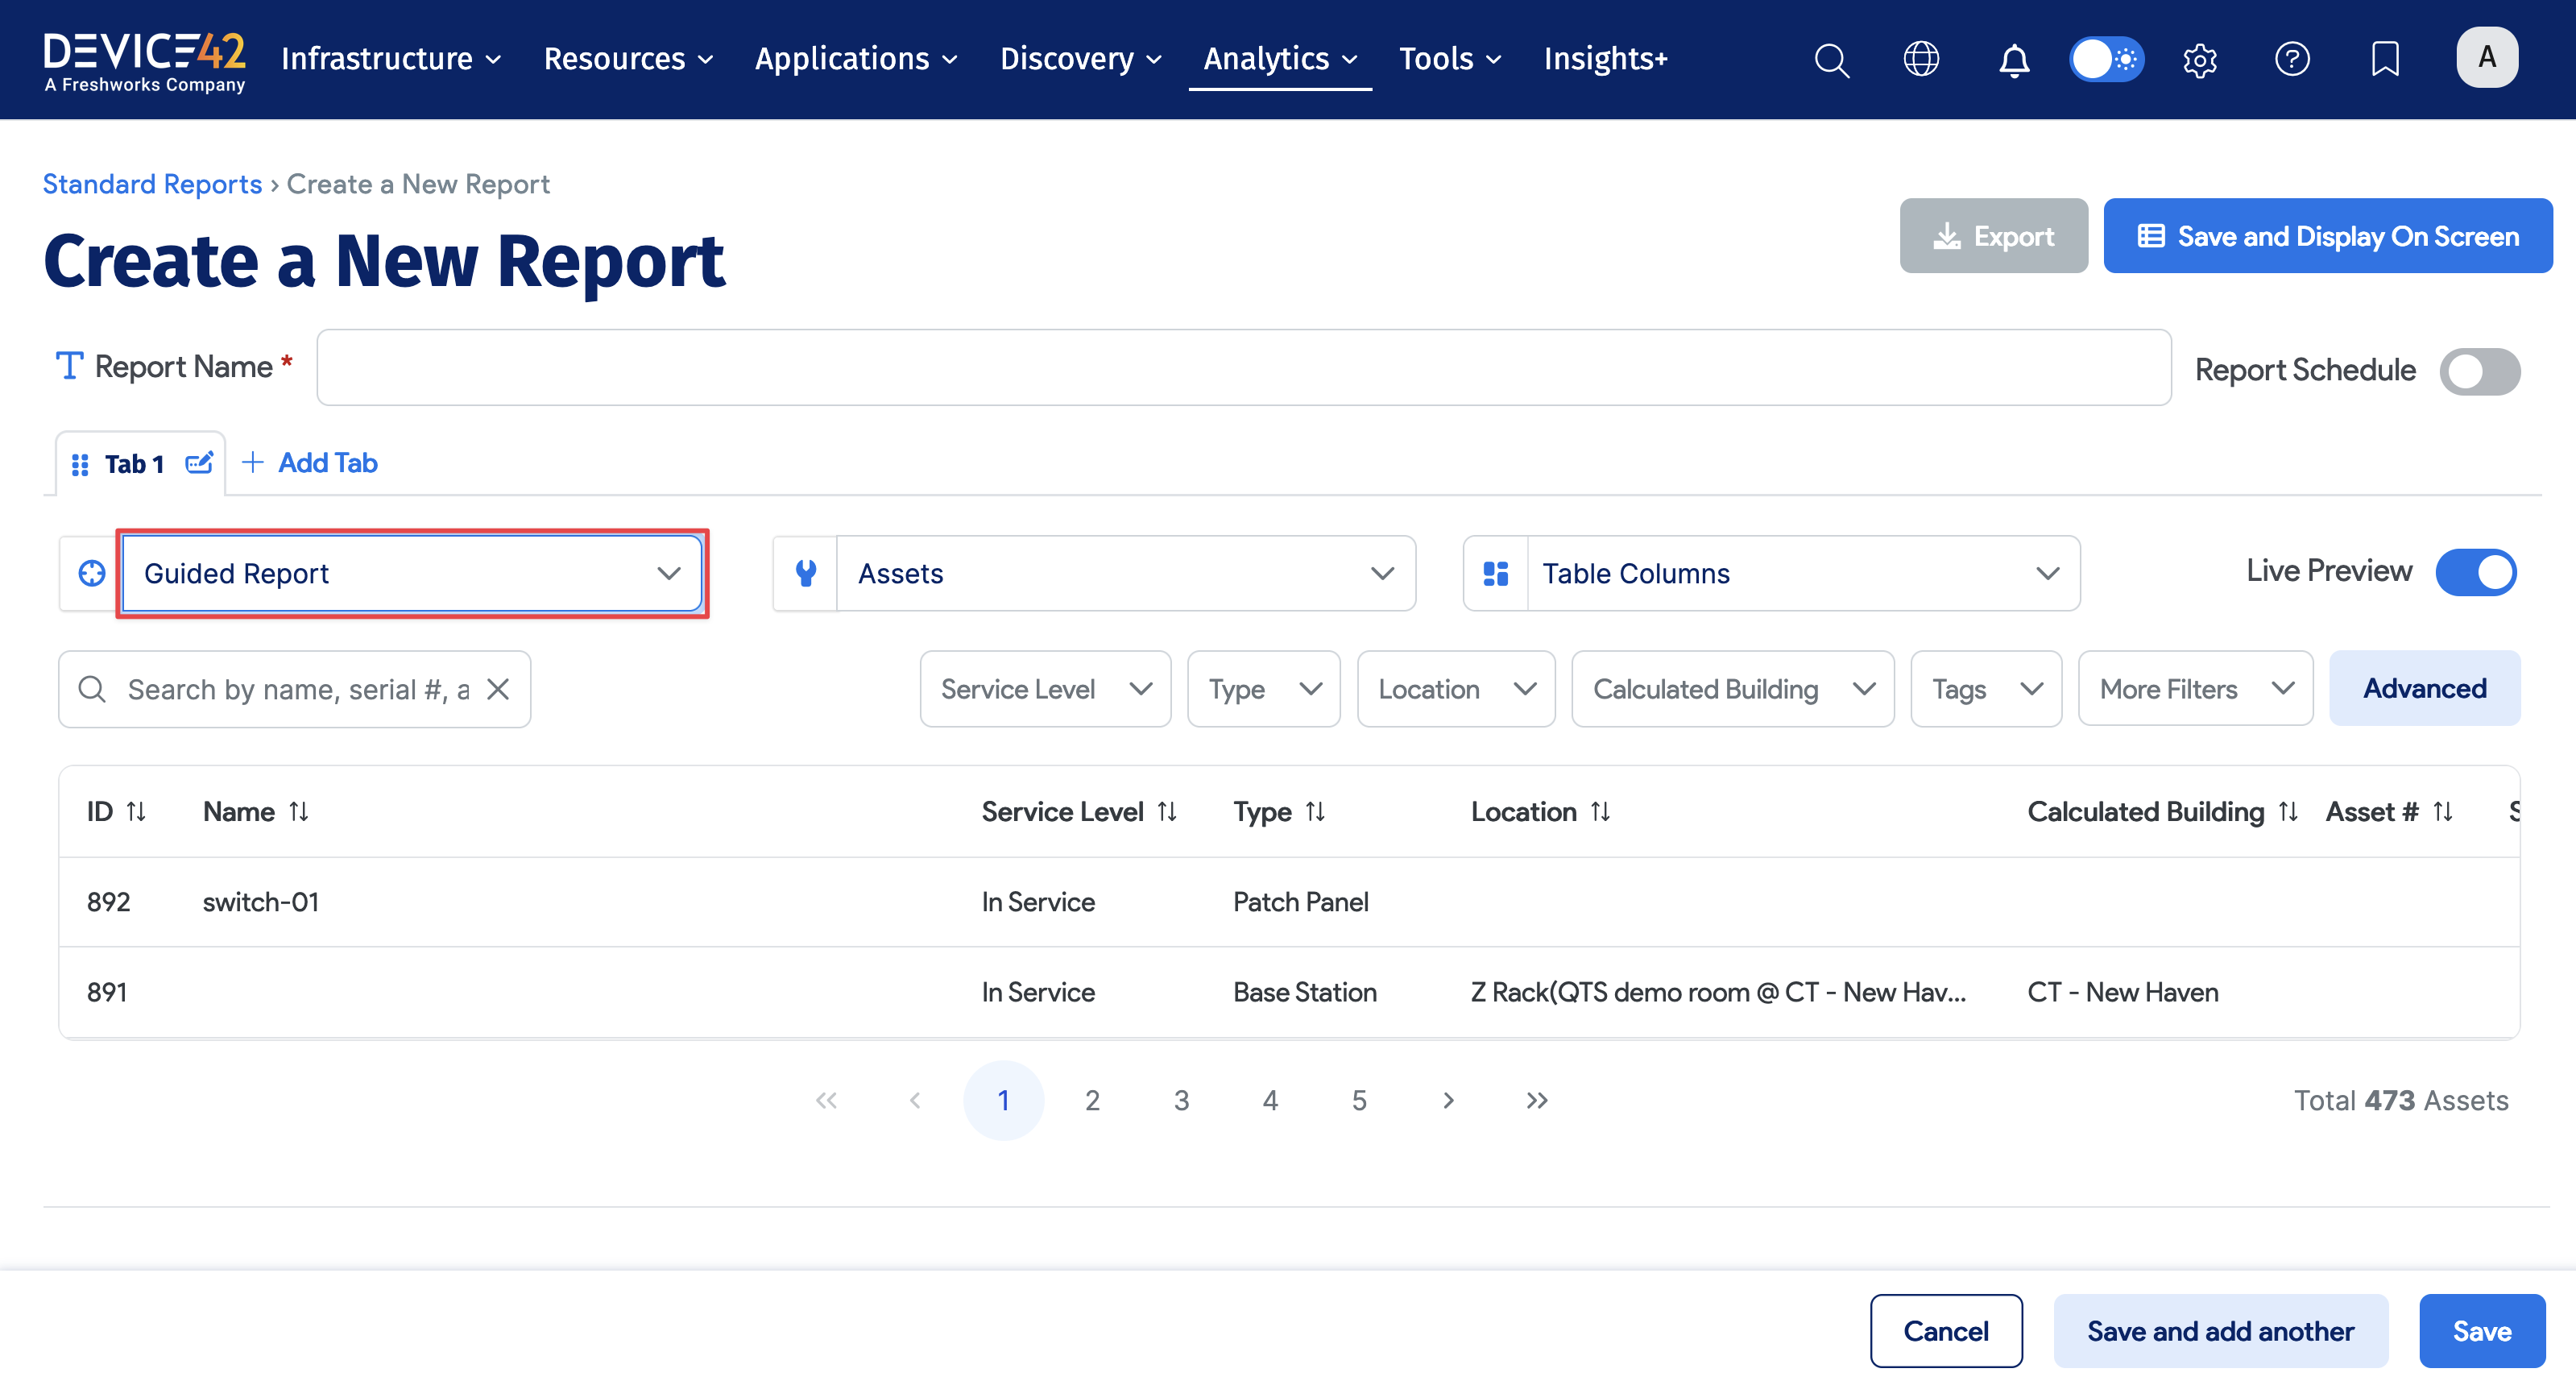 DEVICE42
A Freshworks Company
Infrastructure Resources Applications Discovery Analytics Tools Insights+ A
Standard Reports › Create a New Report
Create a New Report
Export Save and Display On Screen
Report Name * Report Schedule
Tab 1 + Add Tab
Guided Report Assets Table Columns Live Preview
Search by name, serial #, a Service Level Type Location Calculated Building Tags More Filters Advanced
ID Name Service Level Type Location Calculated Building Asset # S
892 switch-01 In Service Patch Panel
891 In Service Base Station Z Rack(QTS demo room @ CT - New Hav... CT - New Haven
« ‹ 1 2 3 4 5 › » Total 473 Assets
Cancel Save and add another Save